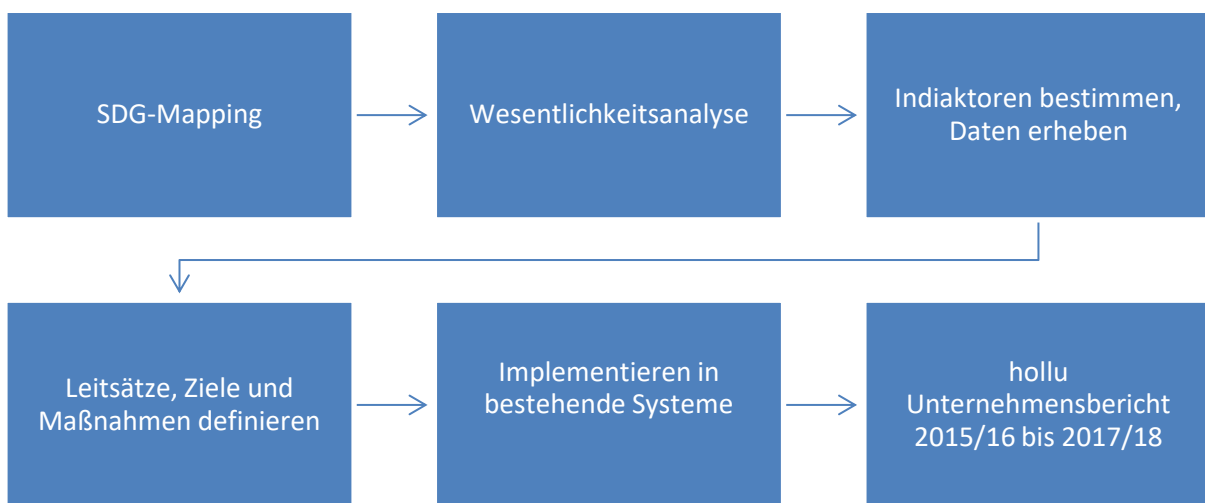 SDG-Mapping
Wesentlichkeitsanalyse
Indiaktoren bestimmen,
Daten erheben
Leitsätze, Ziele und
Maßnahmen definieren
Implementieren in
bestehende Systeme
hollu
Unternehmensbericht
2015/16 bis 2017/18